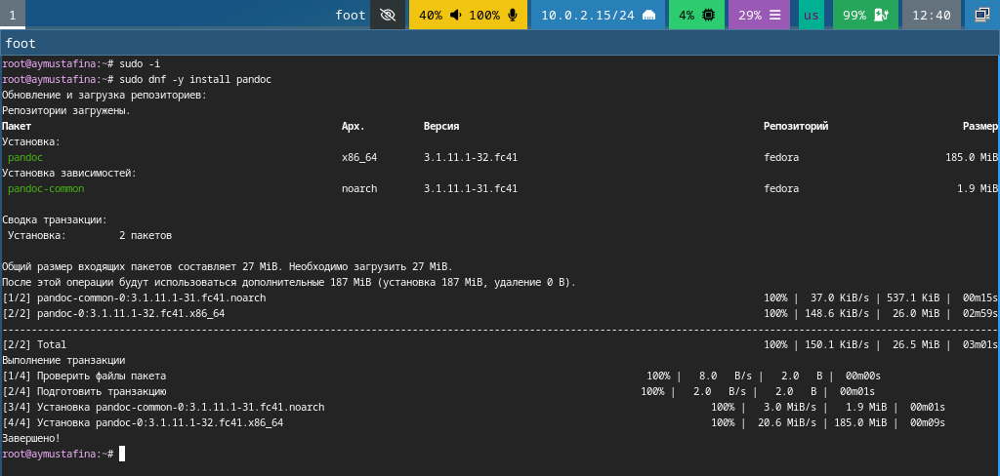 1 foot 40% 100% 10.0.2.15/24 4% 29% us 99% 12:40
foot
root@aymustafina:~# sudo -i
root@aymustafina:~# sudo dnf -y install pandoc
Обновление и загрузка репозиториев:
Репозитории загружены.
Пакет Арх. Версия Репозиторий Размер
Установка:
pandoc x86_64 3.1.11.1-32.fc41 fedora 185.0 MiB
Установка зависимостей:
pandoc-common noarch 3.1.11.1-31.fc41 fedora 1.9 MiB
Сводка транзакции:
Установка: 2 пакетов
Общий размер входящих пакетов составляет 27 MiB. Необходимо загрузить 27 MiB.
После этой операции будут использоваться дополнительные 187 MiB (установка 187 MiB, удаление 0 B).
[1/2] pandoc-common-0:3.1.11.1-31.fc41.noarch 100% | 37.0 KiB/s | 537.1 KiB | 00m15s
[2/2] pandoc-0:3.1.11.1-32.fc41.x86_64 100% | 148.6 KiB/s | 26.0 MiB | 02m59s
--------------------------------------------------------------------------------
[2/2] Total 100% | 150.1 KiB/s | 26.5 MiB | 03m01s
Выполнение транзакции
[1/4] Проверить файлы пакета 100% | 8.0 B/s | 2.0 B | 00m00s
[2/4] Подготовить транзакцию 100% | 2.0 B/s | 2.0 B | 00m01s
[3/4] Установка pandoc-common-0:3.1.11.1-31.fc41.noarch 100% | 3.0 MiB/s | 1.9 MiB | 00m01s
[4/4] Установка pandoc-0:3.1.11.1-32.fc41.x86_64 100% | 20.6 MiB/s | 185.0 MiB | 00m09s
Завершено!
root@aymustafina:~#